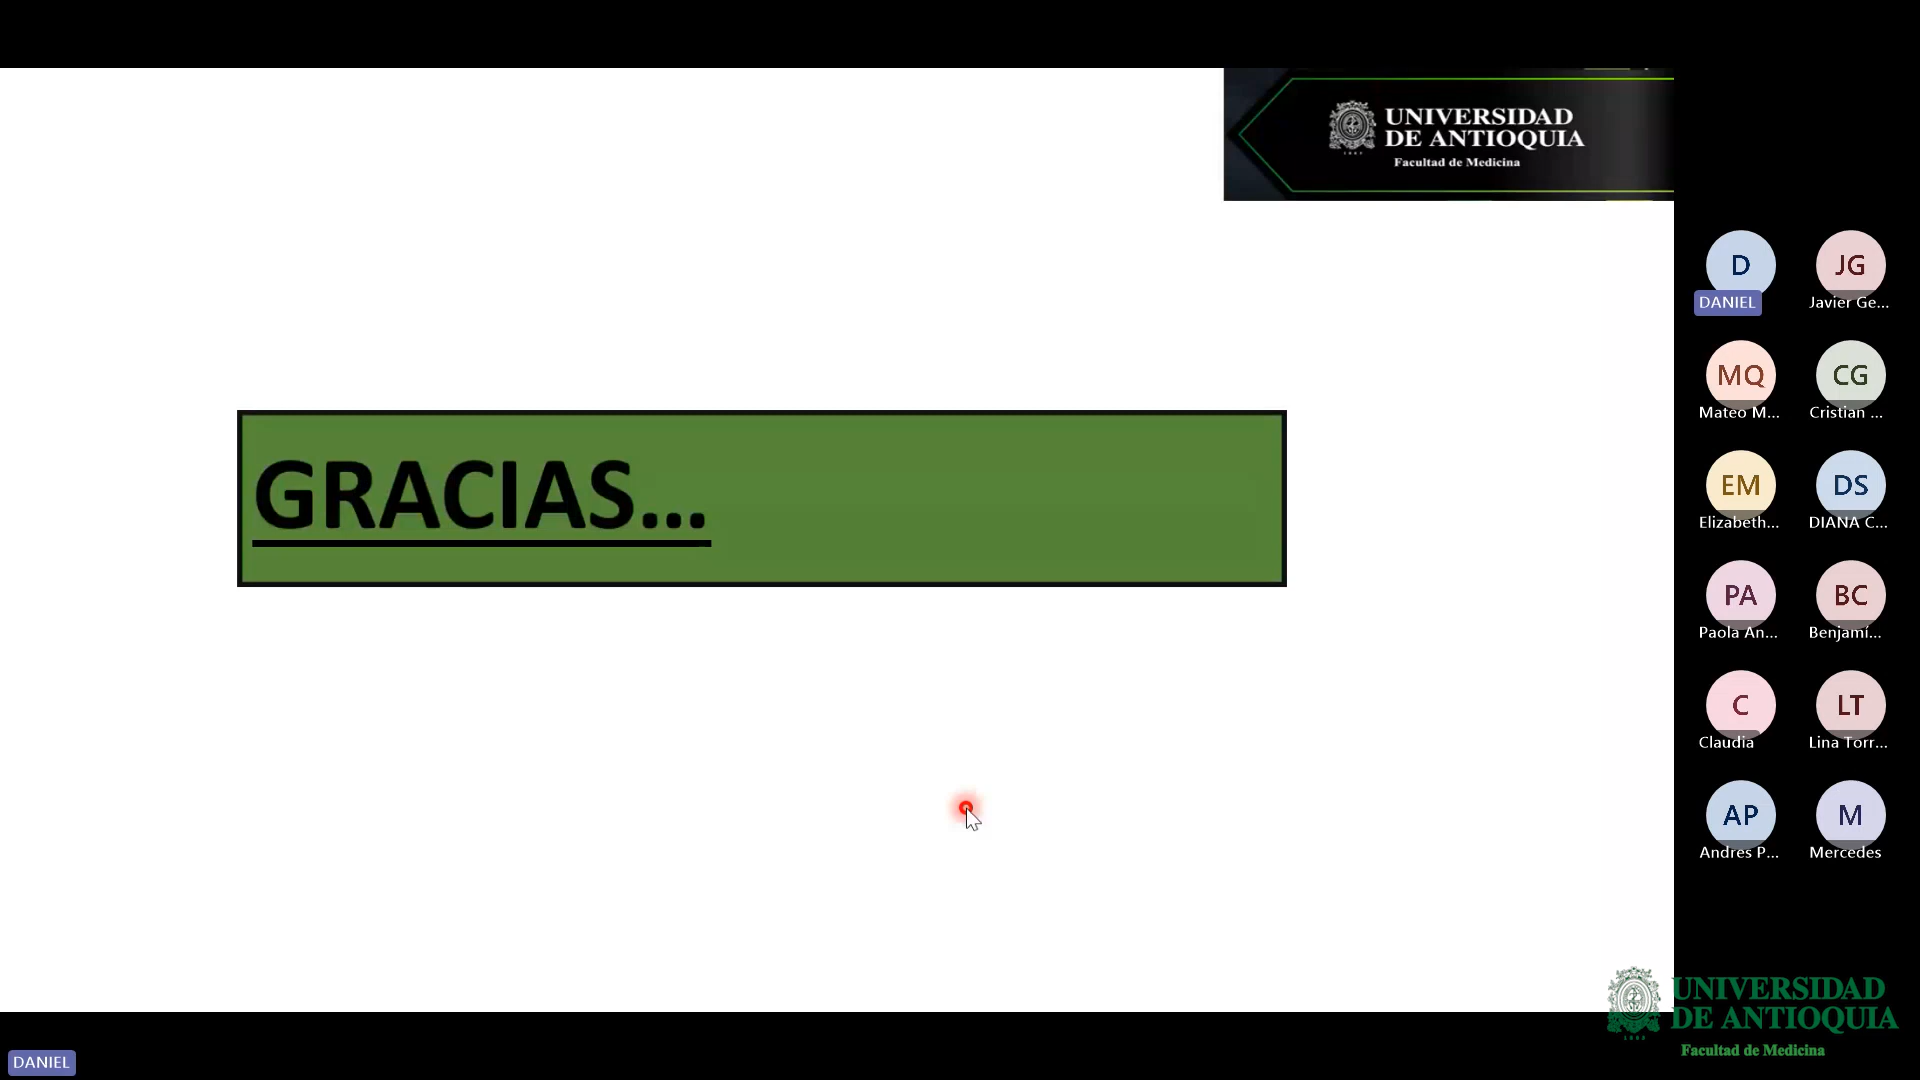 UNIVERSIDAD
DE ANTIOQUIA
1803
Facultad de Medicina
GRACIAS...
D
DANIEL
JG
Javier Ge...
MQ
Mateo M...
CG
Cristian ...
EM
Elizabeth...
DS
DIANA C...
PA
Paola An...
BC
Benjamí...
C
Claudia
LT
Lina Torr...
AP
Andres P...
M
Mercedes
UNIVERSIDAD
DE ANTIOQUIA
1803
Facultad de Medicina
DANIEL